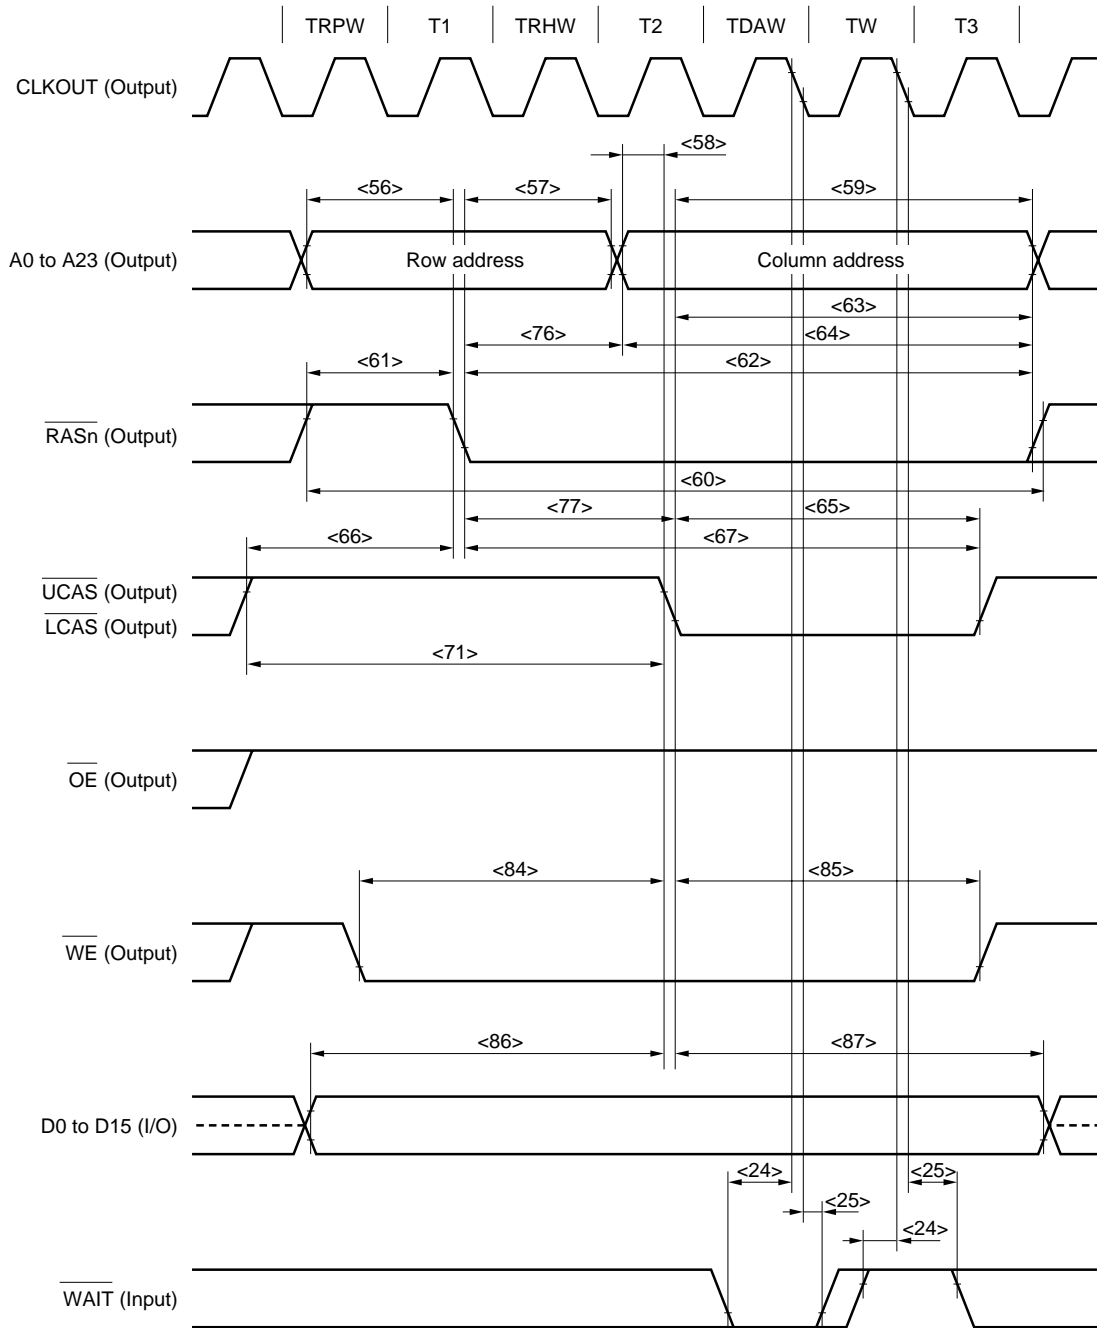 TRPW T1 TRHW T2 TDAW TW T3
CLKOUT (Output)
<58>
<56> <57> <59>
A0 to A23 (Output) Row address Column address
<63>
<76> <64>
<61> <62>
RASn (Output)
<60>
<77> <65>
<66> <67>
UCAS (Output)
LCAS (Output)
<71>
OE (Output)
<84> <85>
WE (Output)
<86> <87>
D0 to D15 (I/O)
<24> <25>
<25>
<24>
WAIT (Input)